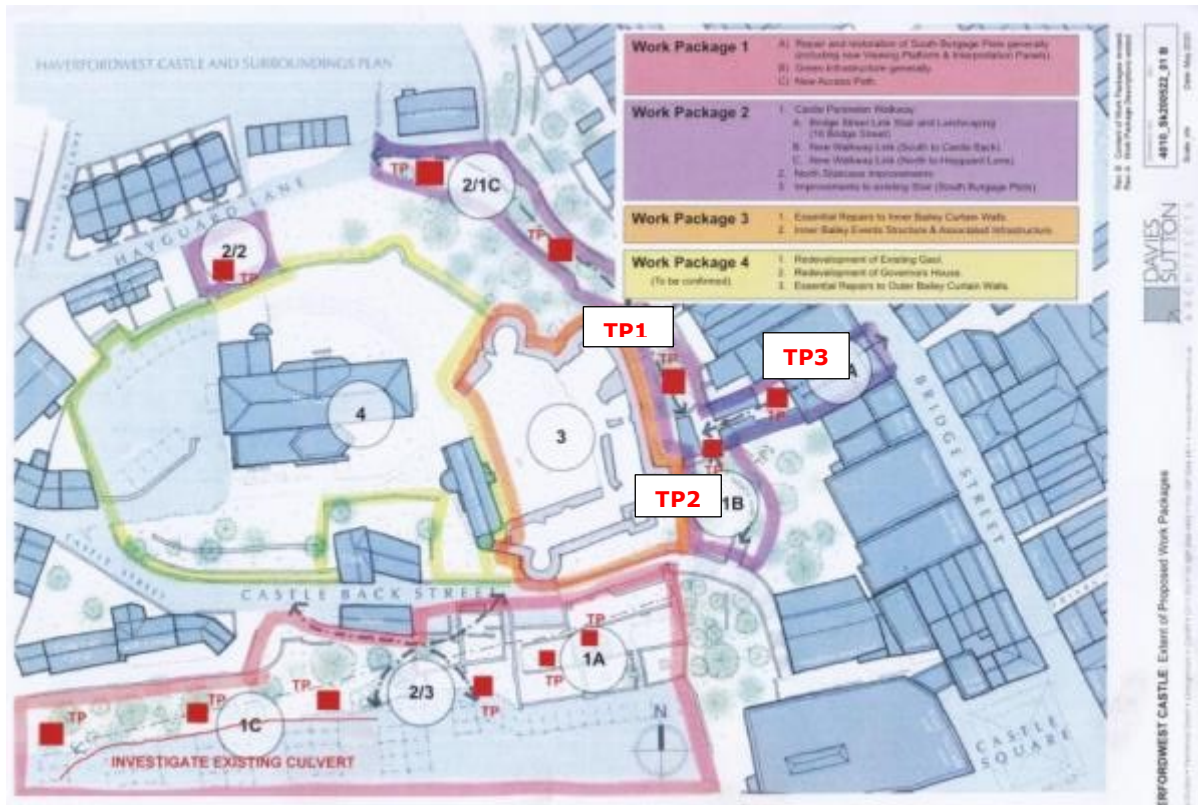 HAVERFORDWEST CASTLE AND SURROUNDINGS PLAN
Work Package 1
A) Repair and restoration of South Burgage Plots generally
(including new Viewing Platform & Interpretation Panels).
B) Green Infrastructure generally.
C) New Access Path.
Work Package 2
1. Castle Perimeter Walkway:
A. Bridge Street Link Stair and Landscaping
(16 Bridge Street)
B. New Walkway Link (South to Castle Back)
C. New Walkway Link (North to Hayguard Lane).
2. North Staircase Improvements
3. Improvements to existing Stair (South Burgage Plots)
Work Package 3
1. Essential Repairs to Inner Bailey Curtain Walls.
2. Inner Bailey Events Structure & Associated Infrastructure.
Work Package 4
(To be confirmed)
1. Redevelopment of Existing Gaol.
2. Redevelopment of Governors House.
3. Essential Repairs to Outer Bailey Curtain Walls.
HAYGUARD LANE
TP
2/1C
TP
2/2
TP
TP1
TP
TP3
A
TP
BRIDGE STREET
4
3
TP
TP2
1B
CASTLE STREET
CASTLE BACK STREET
TP
1A
TP
TP
2/3
TP
TP
1C
TP
INVESTIGATE EXISTING CULVERT
N
CASTLE
SQUARE
4010_Sk200522_01 B
Date: May 2020
DAVIES
SUTTON
ARCHITECTS
ERFORDWEST CASTLE Extent of Proposed Work Packages